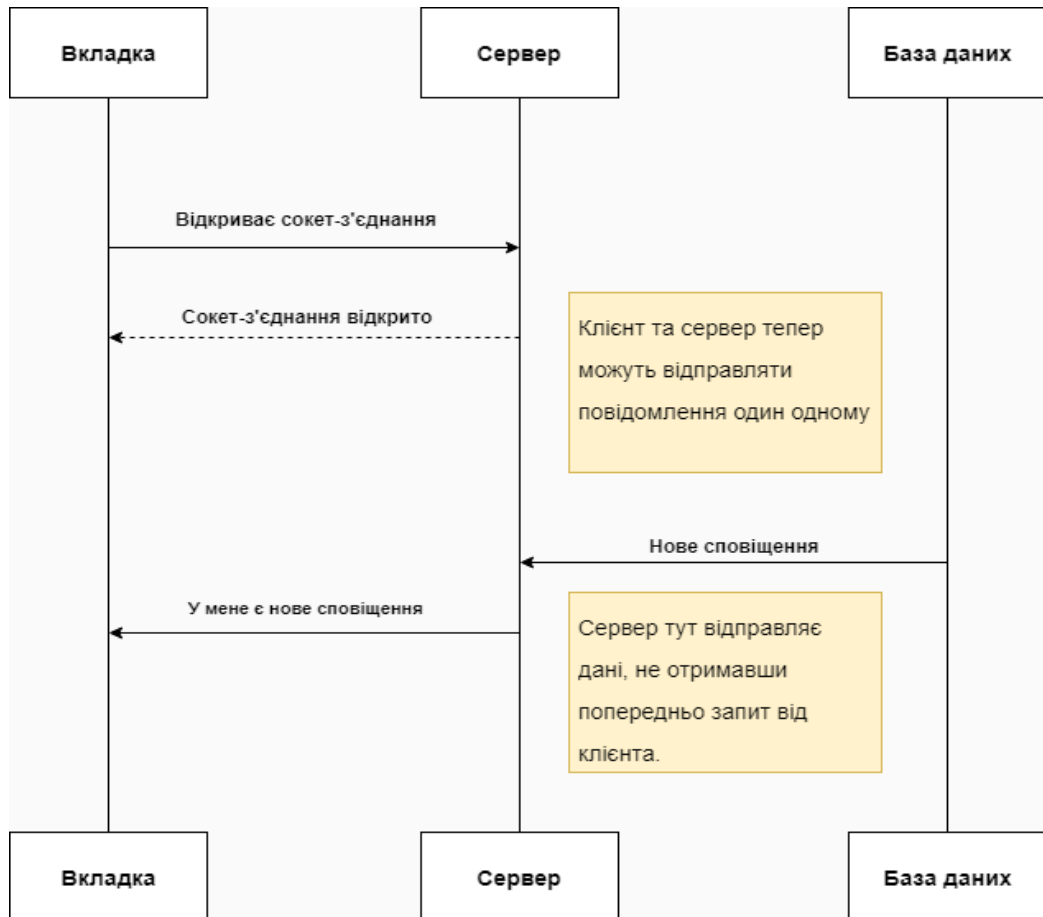 Вкладка
Сервер
База даних
Відкриває сокет-з'єднання
Сокет-з'єднання відкрито
Клієнт та сервер тепер
можуть відправляти
повідомлення один одному
Нове сповіщення
У мене є нове сповіщення
Сервер тут відправляє
дані, не отримавши
попередньо запит від
клієнта.
Вкладка
Сервер
База даних